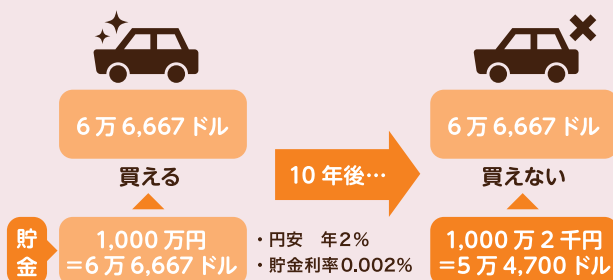 6万6,667ドル
買える
貯金
1,000万円
=6万6,667ドル
10年後…
・円安 年2%
・貯金利率0.002%
6万6,667ドル
買えない
1,000万2千円
=5万4,700ドル